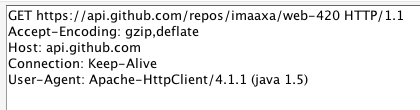 GET https://api.github.com/repos/imaaxa/web-420 HTTP/1.1
Accept-Encoding: gzip,deflate
Host: api.github.com
Connection: Keep-Alive
User-Agent: Apache-HttpClient/4.1.1 (java 1.5)